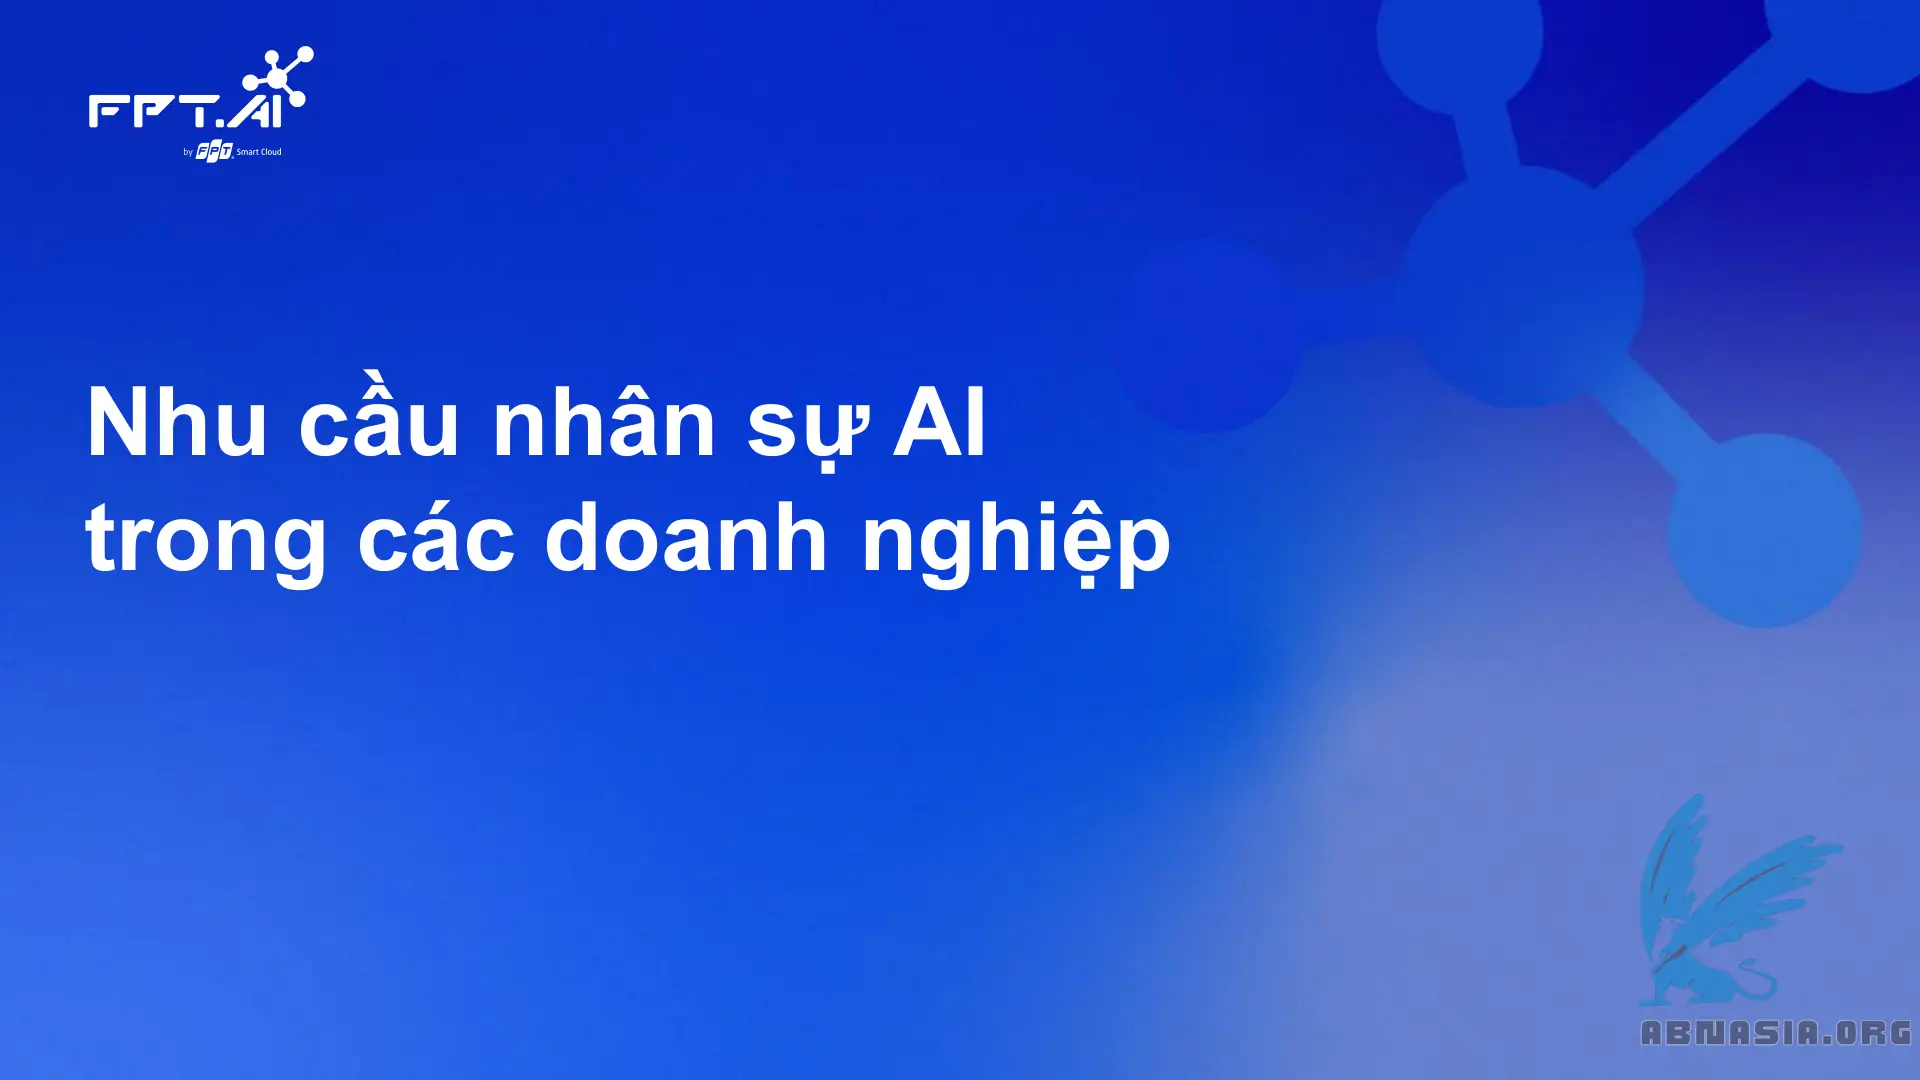 FPT.AI
by FPT Smart Cloud
Nhu cầu nhân sự AI
trong các doanh nghiệp
ABNASIA.ORG